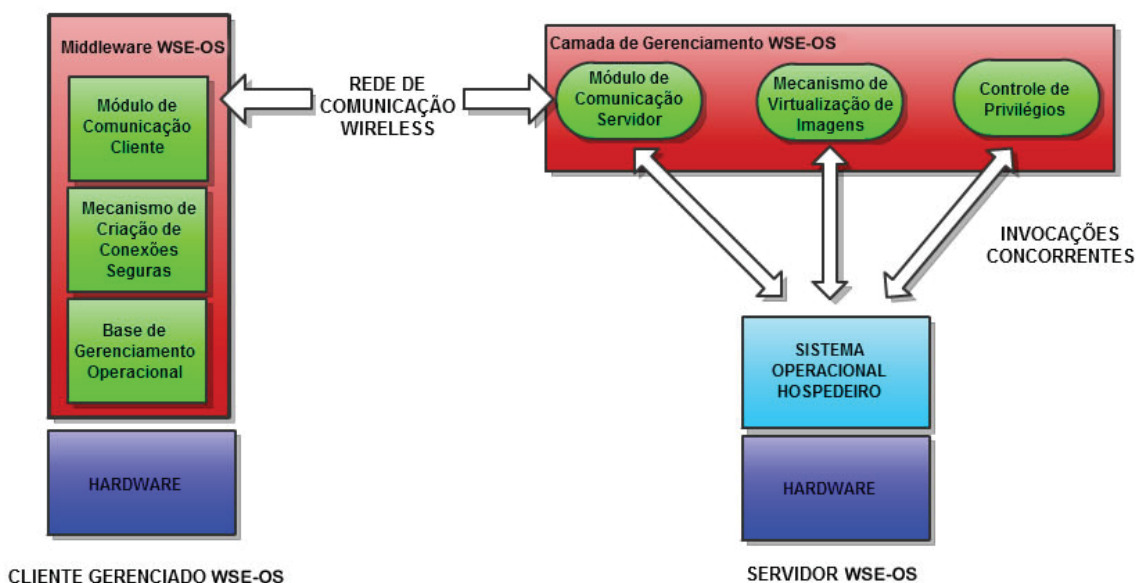 Middleware WSE-OS
Módulo de
Comunicação
Cliente
Mecanismo de
Criação de
Conexões
Seguras
Base de
Gerenciamento
Operacional
HARDWARE
CLIENTE GERENCIADO WSE-OS
REDE DE
COMUNICAÇÃO
WIRELESS
Camada de Gerenciamento WSE-OS
Módulo de
Comunicação
Servidor
Mecanismo de
Virtualização de
Imagens
Controle de
Privilégios
INVOCAÇÕES
CONCORRENTES
SISTEMA
OPERACIONAL
HOSPEDEIRO
HARDWARE
SERVIDOR WSE-OS